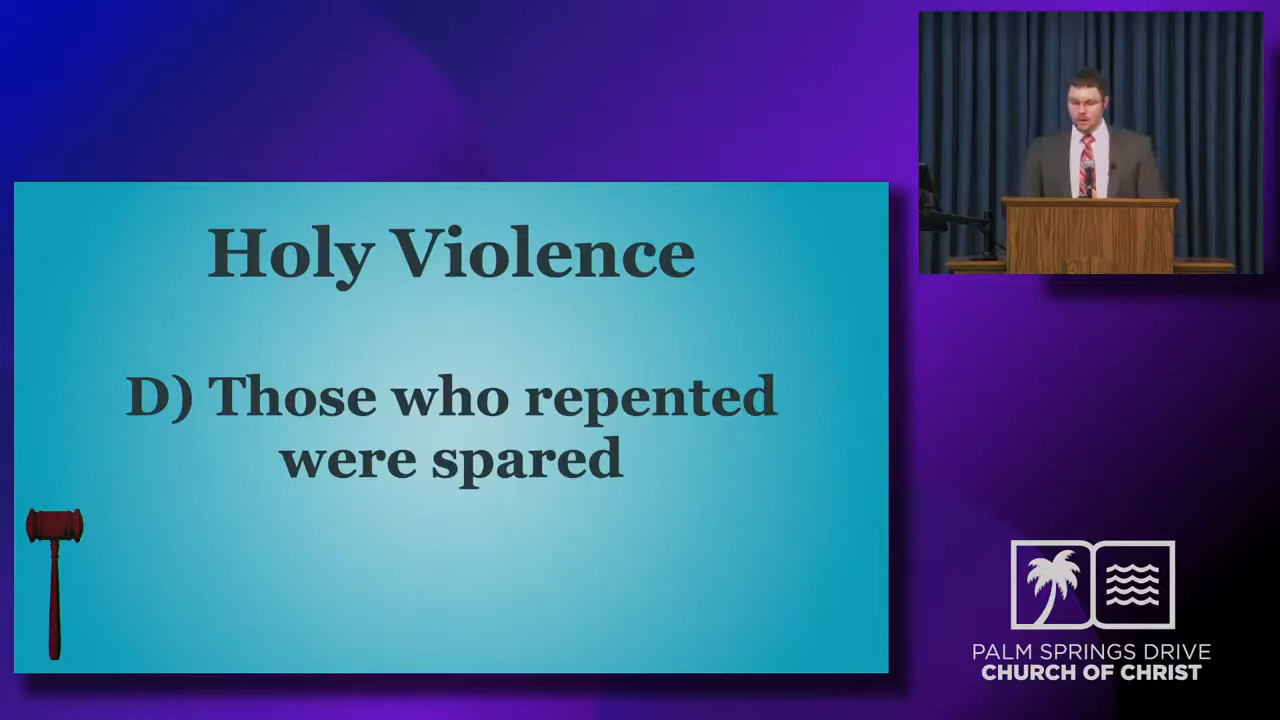 Holy Violence
D) Those who repented
were spared
PALM SPRINGS DRIVE
CHURCH OF CHRIST